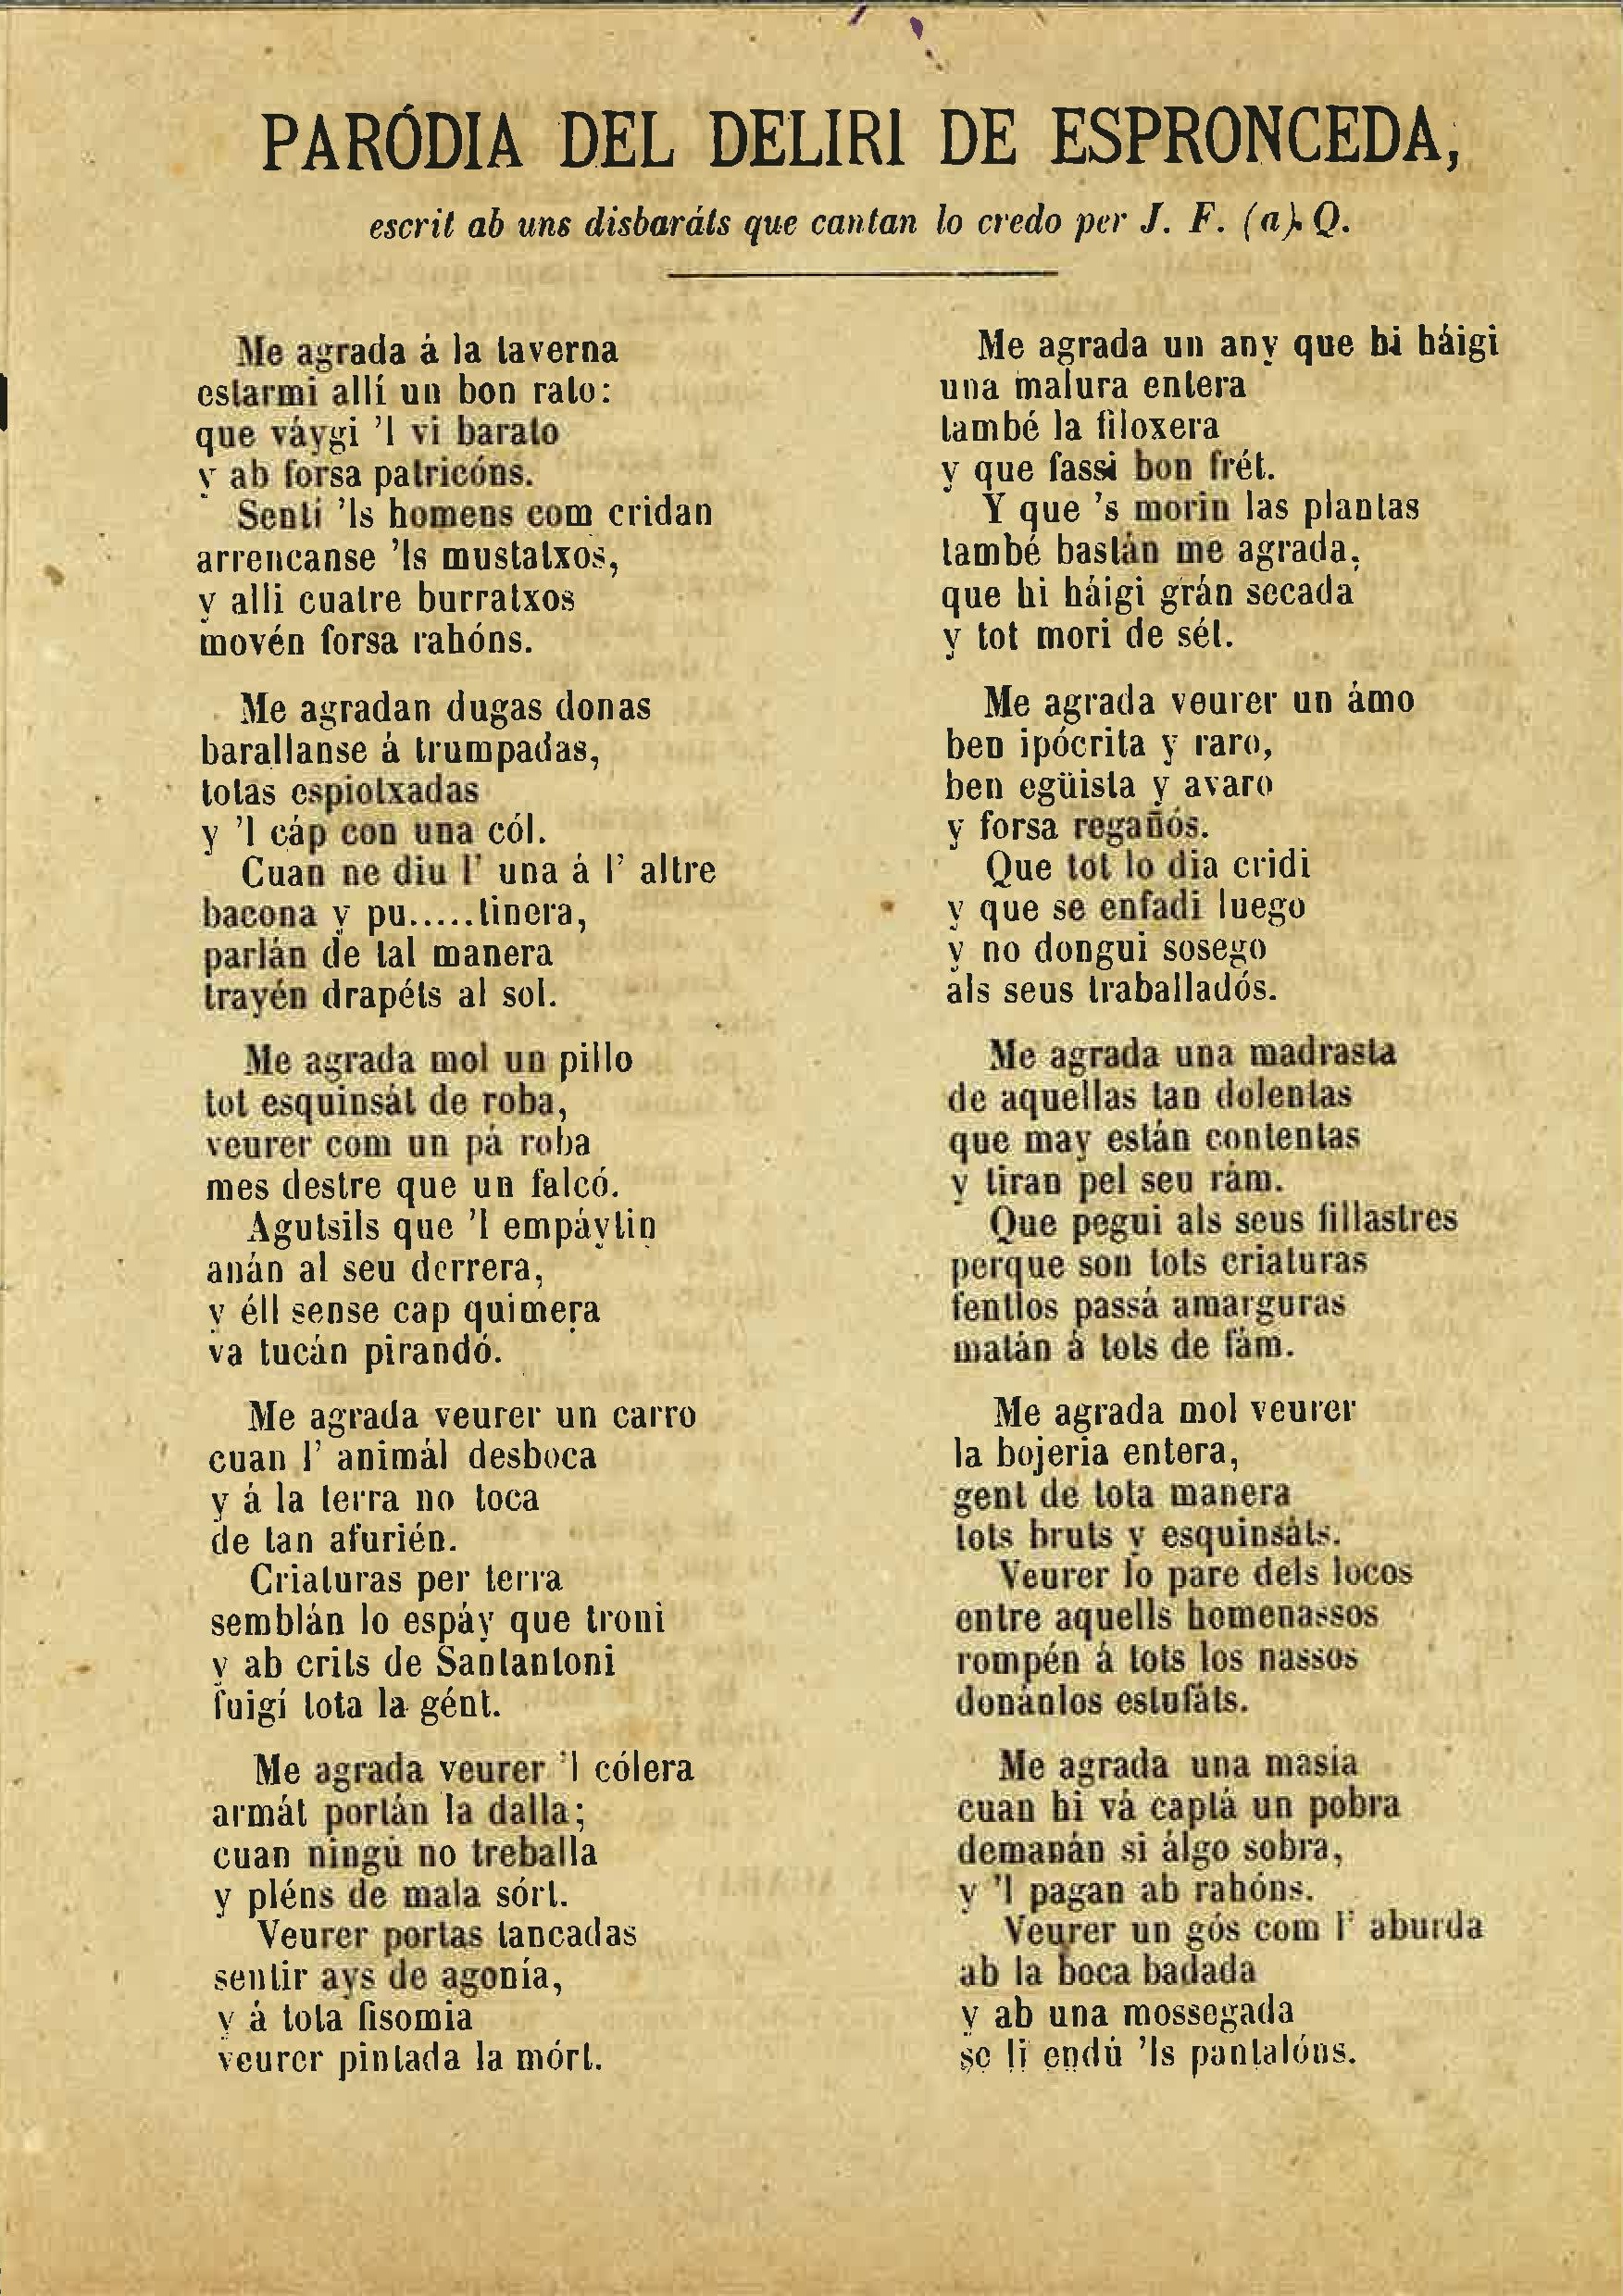 PARÓDIA DEL DELIRI DE ESPRONCEDA,
escrit ab uns disbaráts que cantan lo credo per J. F. (a). Q.
Me agrada á la taverna
estarmi allí un bon rato:
que váygi 'l vi barato
y ab forsa patricóns.
Sentí 'ls homens com cridan
arrencanse 'ls mustatxos,
y alli cuatre burratxos
movén forsa rahóns.
Me agradan dugas donas
barallanse á trumpadas,
totas espiotxadas
y 'l cáp con una cól.
Cuan ne diu l' una á l' altre
bacona y pu.....tinera,
parlán de tal manera
trayén drapéts al sol.
Me agrada mol un pillo
tot esquinsát de roba,
veurer com un pá roba
mes destre que un falcó.
Agutsils que 'l empáytin
anán al seu derrera,
y éll sense cap quimera
va tucán pirandó.
Me agrada veurer un carro
cuan l' animál desboca
y á la terra no toca
de tan afurién.
Criaturas per terra
semblán lo espáy que troni
y ab crits de Santantoni
fuigí tota la gént.
Me agrada veurer 'l cólera
armát portán la dalla;
cuan ningú no treballa
y pléns de mala sórt.
Veurer portas tancadas
sentir ays de agonía,
y á tota fisomia
veurer pintada la mórt.
Me agrada un any que hi háigi
una malura entera
també la filoxera
y que fassi bon frét.
Y que 's morin las plantas
també bastán me agrada,
que hi háigi grán secada
y tot mori de sét.
Me agrada veurer un ámo
ben ipócrita y raro,
ben egüista y avaro
y forsa regañós.
Que tot lo dia cridi
y que se enfadi luego
y no dongui sosego
als seus traballadós.
Me agrada una madrasta
de aquellas tan dolentas
que may están contentas
y tiran pel seu rám.
Que pegui als seus fillastres
perque son tots criaturas
fentlos passá amarguras
matán á tots de fám.
Me agrada mol veurer
la bojeria entera,
gent de tota manera
tots bruts y esquinsáts.
Veurer lo pare dels locos
entre aquells homenassos
rompén á tots los nassos
donánlos estufáts.
Me agrada una masía
cuan hi vá captá un pobra
demanán si álgo sobra,
y 'l pagan ab rahóns.
Veurer un gós com l' aburda
ab la boca badada
y ab una mossegada
se li endú 'ls pantalóns.